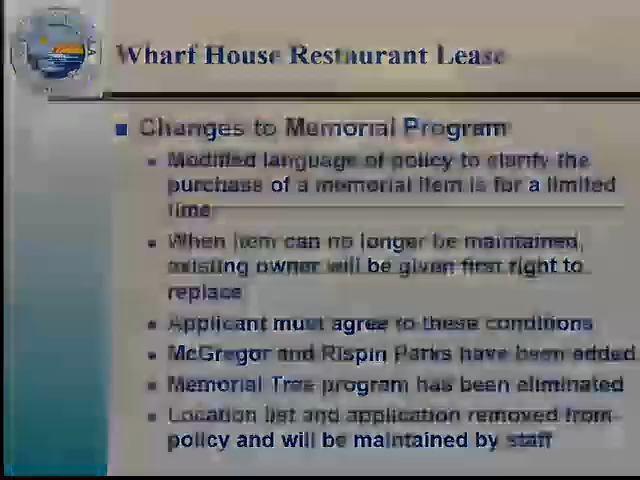 Wharf House Restaurant Lease
Changes to Memorial Program
Modified language of policy to clarify the
purchase of a memorial item is for a limited
time
When item can no longer be maintained,
existing owner will be given first right to
replace
Applicant must agree to these conditions
McGregor and Rispin Parks have been added
Memorial Tree program has been eliminated
Location list and application removed from
policy and will be maintained by staff